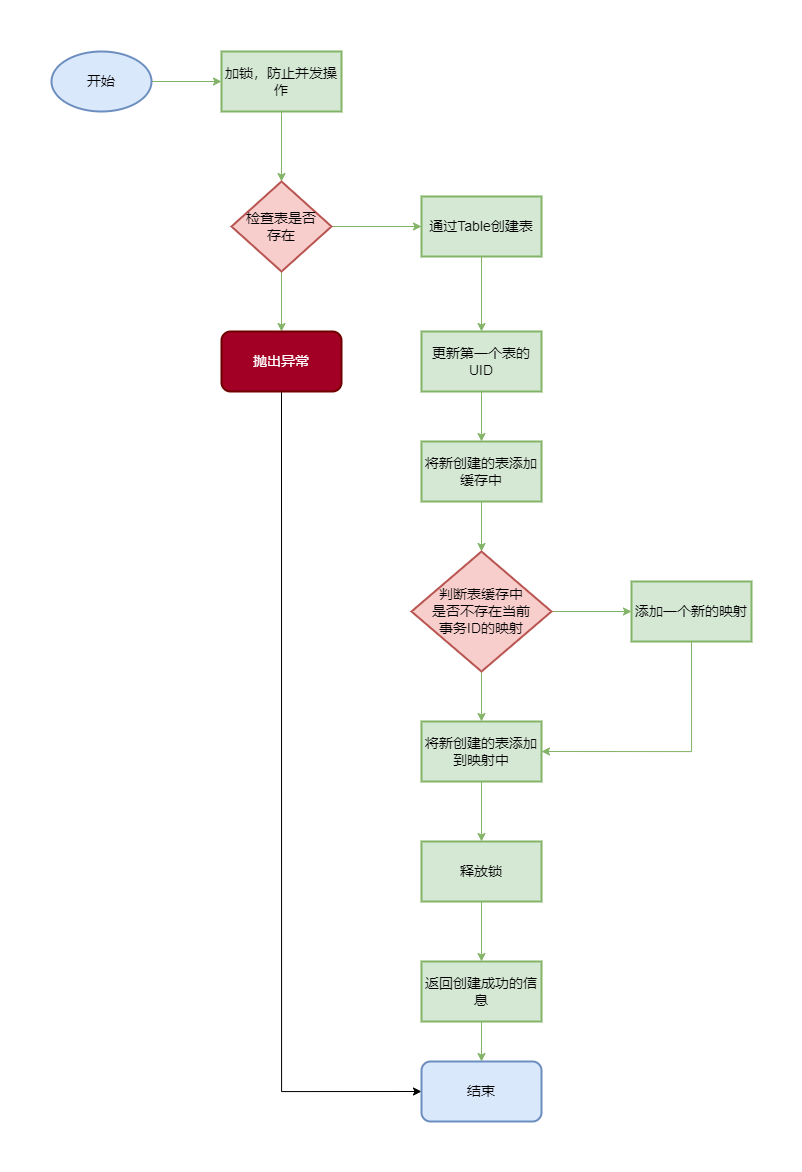 开始
加锁，防止并发操
作
检查表是否
存在
通过Table创建表
抛出异常
更新第一个表的
UID
将新创建的表添加
缓存中
判断表缓存中
是否不存在当前
事务ID的映射
添加一个新的映射
将新创建的表添加
到映射中
释放锁
返回创建成功的信
息
结束